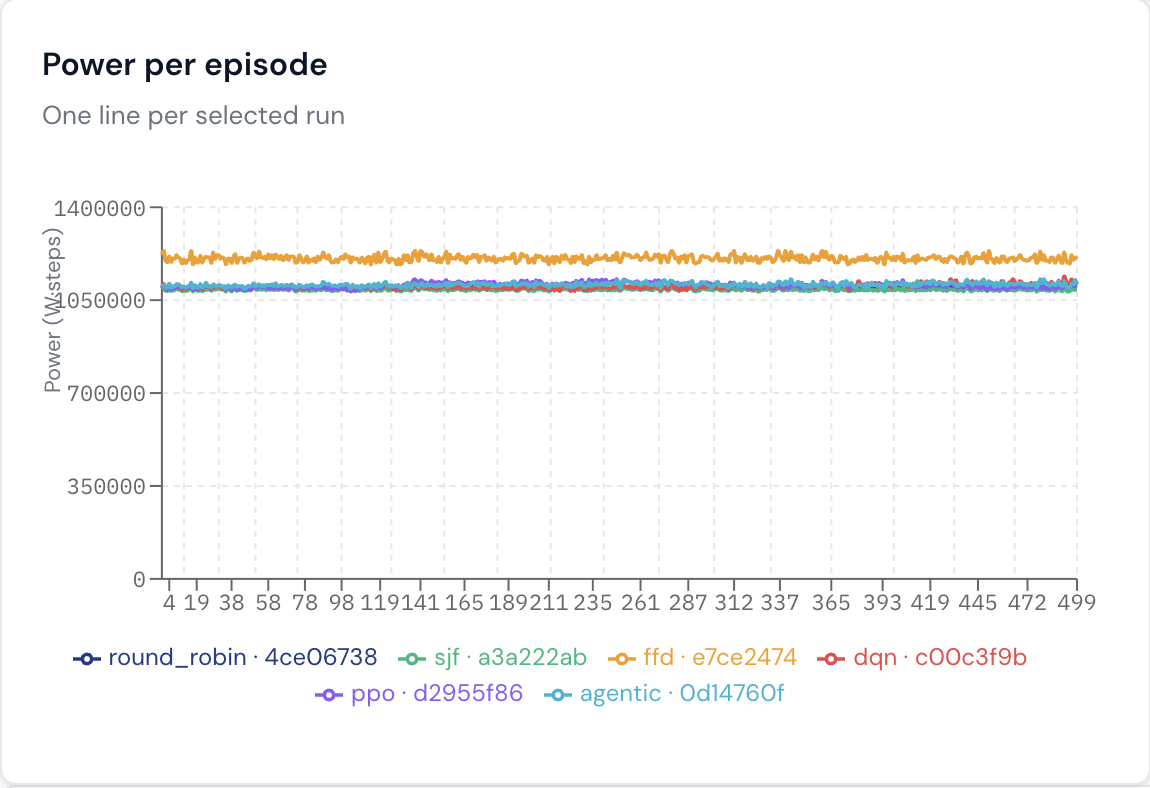 Power per episode
One line per selected run
1400000
1050000
700000
350000
0
Power (W·steps)
4 19 38 58 78 98 119 141 165 189 211 235 261 287 312 337 365 393 419 445 472 499
round_robin · 4ce06738 sjf · a3a222ab ffd · e7ce2474 dqn · c00c3f9b
ppo · d2955f86 agentic · 0d14760f